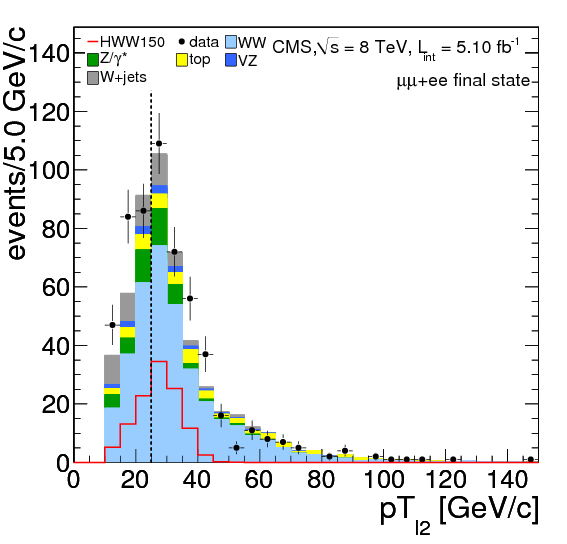 HWW150 data WW CMS,√s = 8 TeV, L_int = 5.10 fb⁻¹
Z/γ* top VZ
W+jets μμ+ee final state
events/5.0 GeV/c
140
120
100
80
60
40
20
0
0 20 40 60 80 100 120 140
pT_l2 [GeV/c]